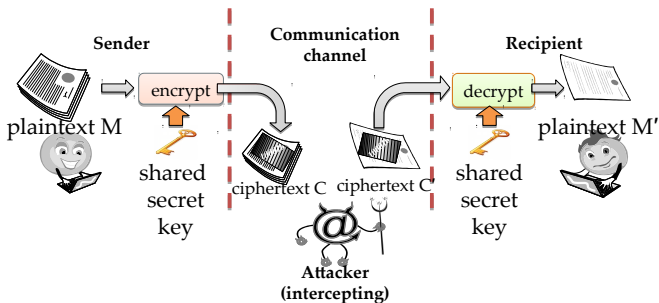 Sender
Communication
channel
Recipient
encrypt
decrypt
plaintext M
plaintext M'
shared
secret
key
ciphertext C
ciphertext C'
shared
secret
key
@
Attacker
(intercepting)